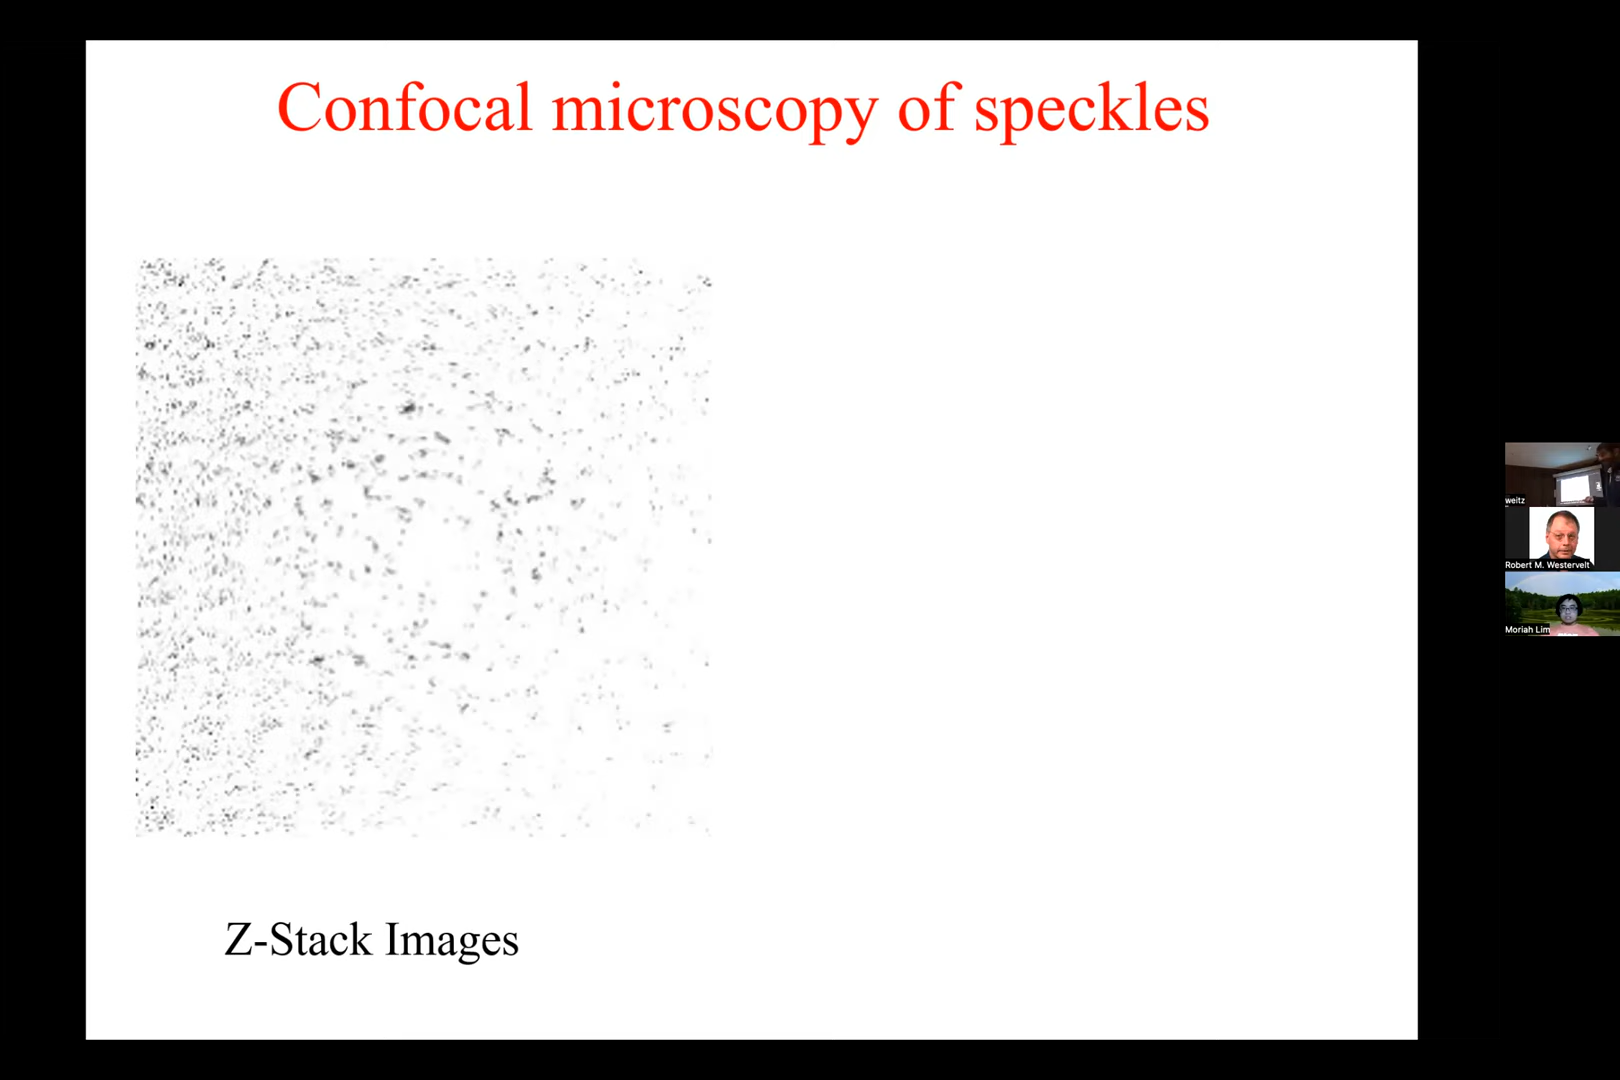 Confocal microscopy of speckles
Z-Stack Images
weitz
Robert M. Westervelt
Moriah Lim